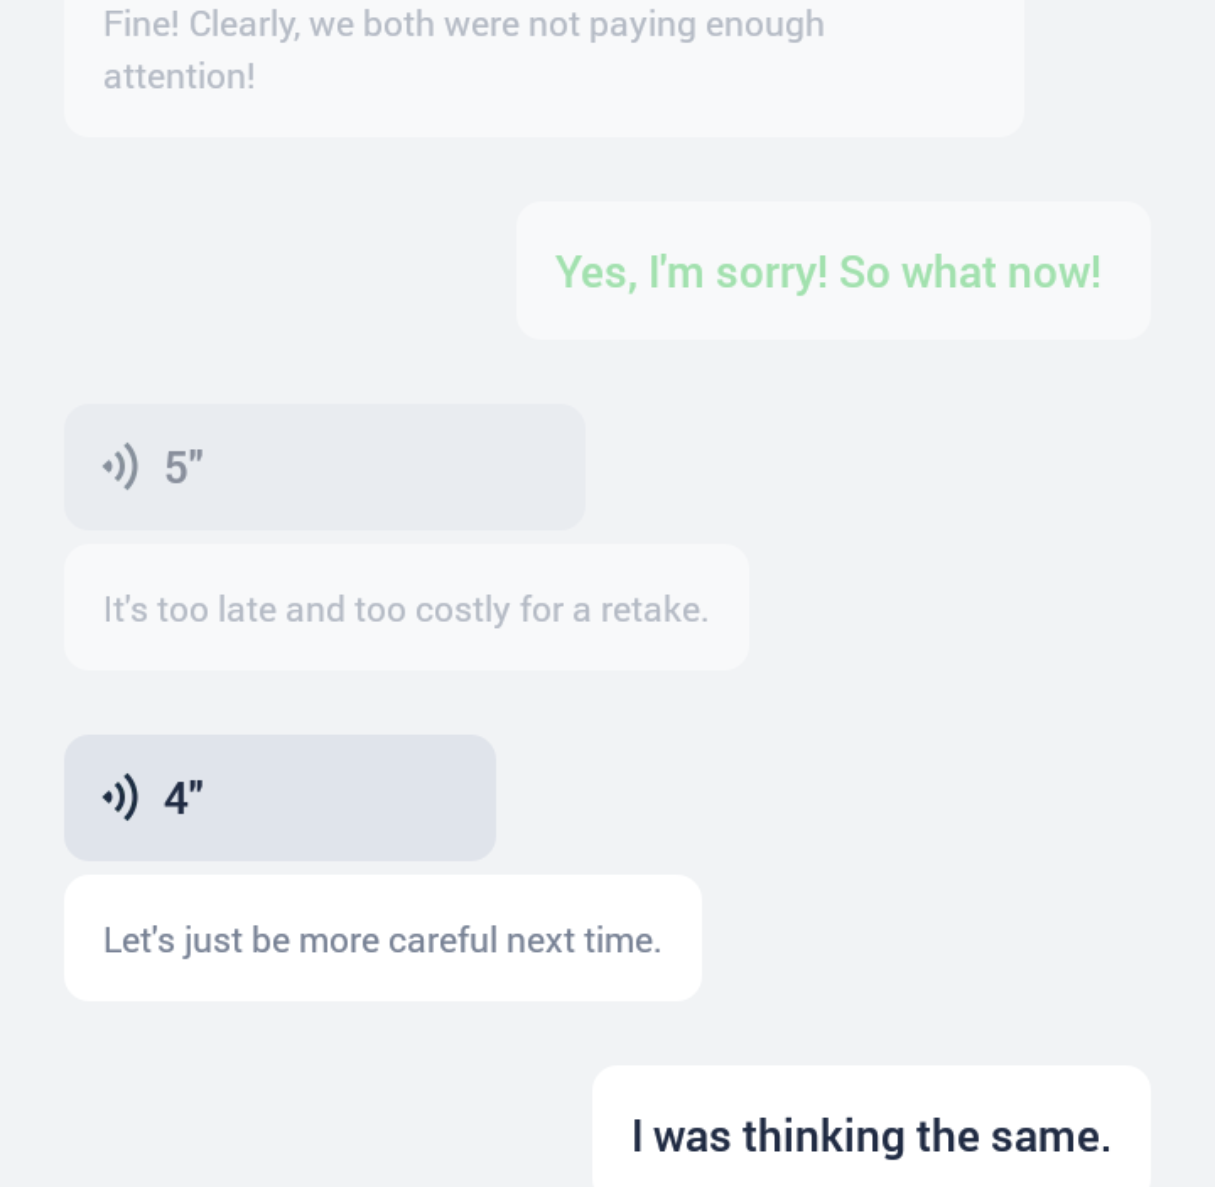 Fine! Clearly, we both were not paying enough
attention!
Yes, I'm sorry! So what now!
5"
It's too late and too costly for a retake.
4"
Let's just be more careful next time.
I was thinking the same.